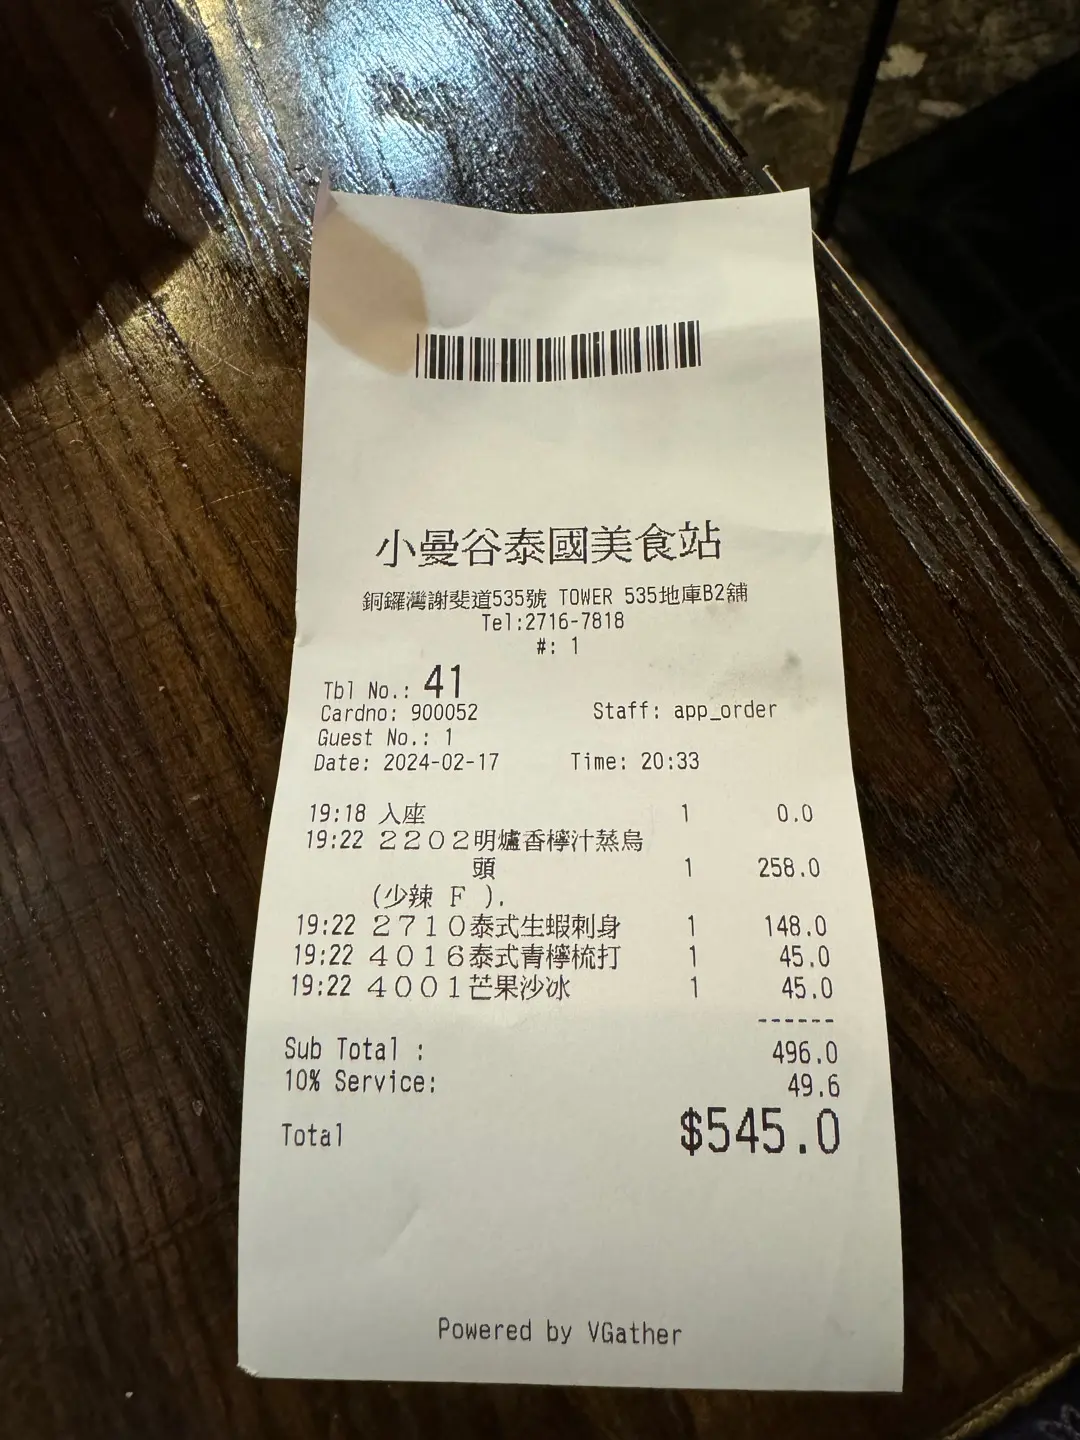 小曼谷泰國美食站
銅鑼灣謝斐道535號 TOWER 535地庫B2舖
Tel:2716-7818
#: 1
Tbl No.: 41
Cardno: 900052 Staff: app_order
Guest No.: 1
Date: 2024-02-17 Time: 20:33
19:18 入座 1 0.0
19:22 2202明爐香檸汁蒸烏
頭 1 258.0
(少辣 F ).
19:22 2710泰式生蝦刺身 1 148.0
19:22 4016泰式青檸梳打 1 45.0
19:22 4001芒果沙冰 1 45.0
------
Sub Total : 496.0
10% Service: 49.6
Total $545.0
Powered by VGather